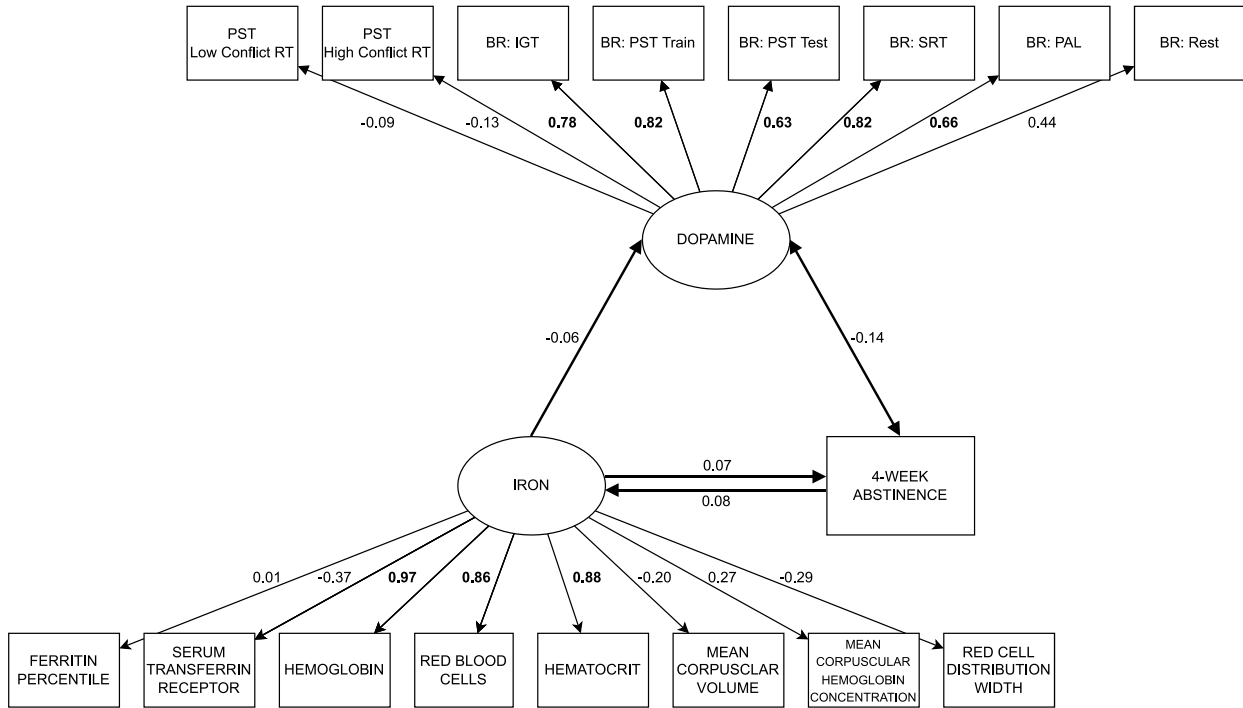 PST
Low Conflict RT
PST
High Conflict RT
BR: IGT
BR: PST Train
BR: PST Test
BR: SRT
BR: PAL
BR: Rest
-0.09
-0.13
0.78
0.82
0.63
0.82
0.66
0.44
DOPAMINE
-0.06
-0.14
IRON
0.07
0.08
4-WEEK
ABSTINENCE
0.01
-0.37
0.97
0.86
0.88
-0.20
0.27
-0.29
FERRITIN
PERCENTILE
SERUM
TRANSFERRIN
RECEPTOR
HEMOGLOBIN
RED BLOOD
CELLS
HEMATOCRIT
MEAN
CORPUSCLAR
VOLUME
MEAN
CORPUSCULAR
HEMOGLOBIN
CONCENTRATION
RED CELL
DISTRIBUTION
WIDTH